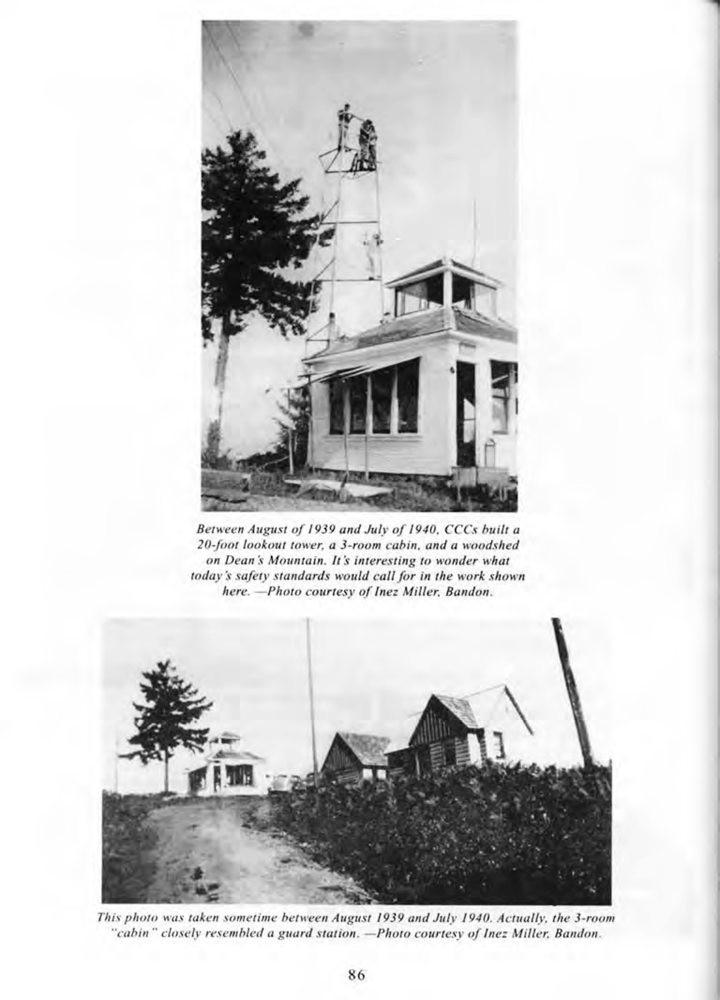 Between August of 1939 and July of 1940, CCCs built a
20-foot lookout tower, a 3-room cabin, and a woodshed
on Dean's Mountain. It's interesting to wonder what
today's safety standards would call for in the work shown
here. —Photo courtesy of Inez Miller, Bandon.
This photo was taken sometime between August 1939 and July 1940. Actually, the 3-room
"cabin" closely resembled a guard station. —Photo courtesy of Inez Miller, Bandon.
86